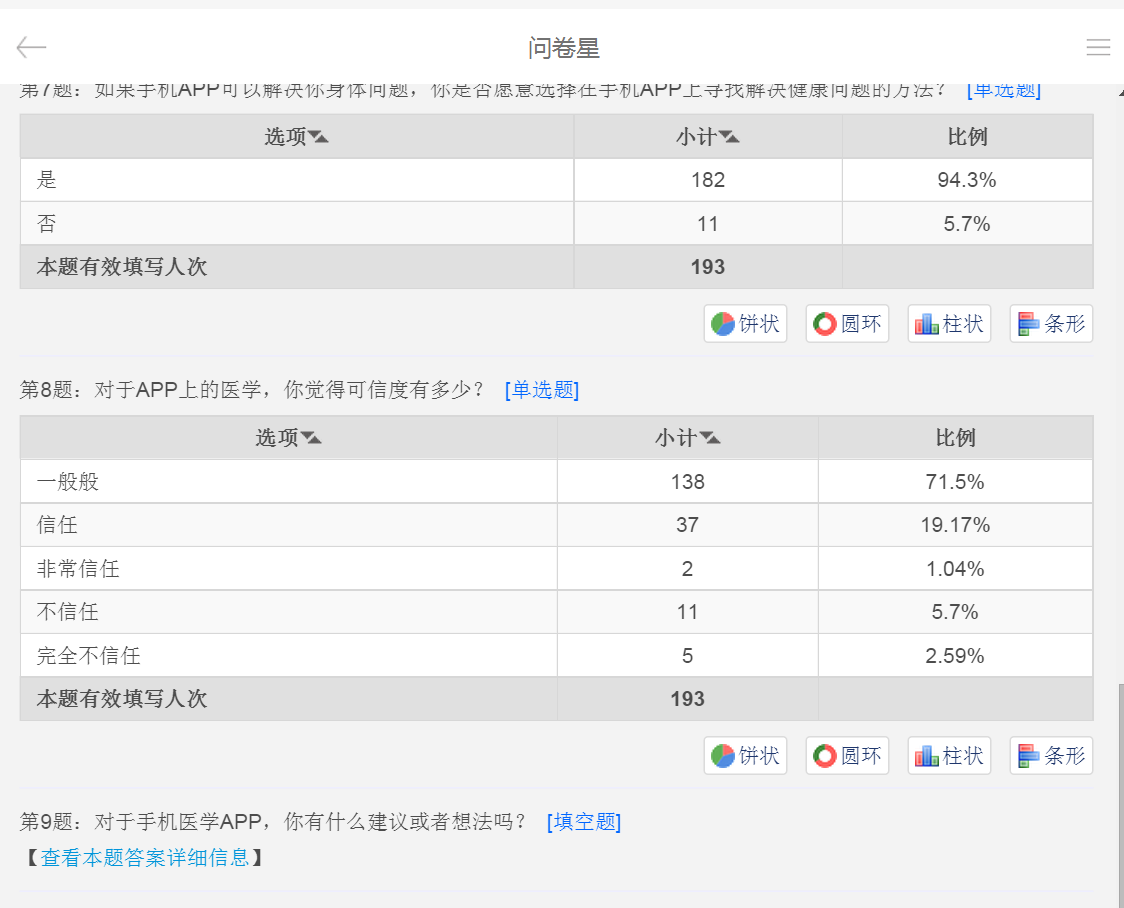 问卷星
第7题：如果手机APP可以解决你身体问题，你是否愿意选择在手机APP上寻找解决健康问题的方法？ [单选题]
选项 小计 比例
是 182 94.3%
否 11 5.7%
本题有效填写人次 193
饼状 圆环 柱状 条形
第8题：对于APP上的医学，你觉得可信度有多少？ [单选题]
选项 小计 比例
一般般 138 71.5%
信任 37 19.17%
非常信任 2 1.04%
不信任 11 5.7%
完全不信任 5 2.59%
本题有效填写人次 193
饼状 圆环 柱状 条形
第9题：对于手机医学APP，你有什么建议或者想法吗？ [填空题]
【查看本题答案详细信息】